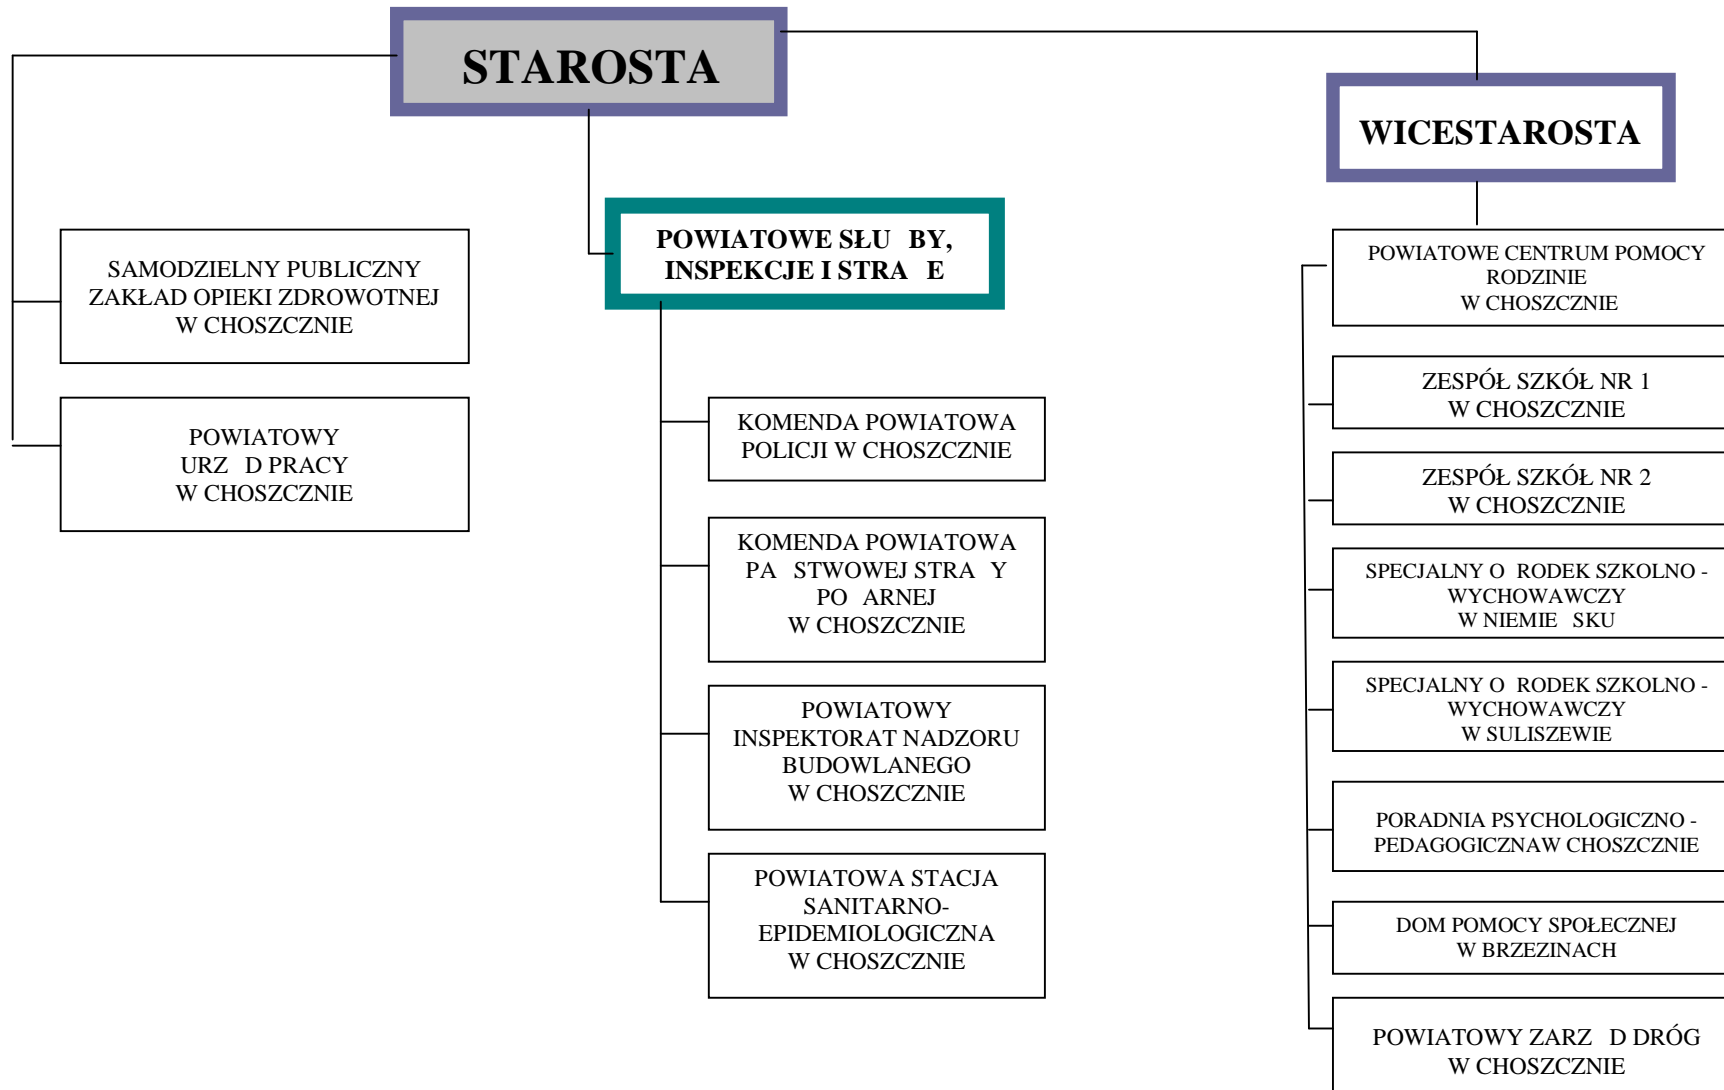 STAROSTA
WICESTAROSTA
SAMODZIELNY PUBLICZNY
ZAKŁAD OPIEKI ZDROWOTNEJ
W CHOSZCZNIE
POWIATOWY
URZ D PRACY
W CHOSZCZNIE
POWIATOWE SŁU BY,
INSPEKCJE I STRA E
KOMENDA POWIATOWA
POLICJI W CHOSZCZNIE
KOMENDA POWIATOWA
PA STWOWEJ STRA Y
PO ARNEJ
W CHOSZCZNIE
POWIATOWY
INSPEKTORAT NADZORU
BUDOWLANEGO
W CHOSZCZNIE
POWIATOWA STACJA
SANITARNO-
EPIDEMIOLOGICZNA
W CHOSZCZNIE
POWIATOWE CENTRUM POMOCY
RODZINIE
W CHOSZCZNIE
ZESPÓŁ SZKÓŁ NR 1
W CHOSZCZNIE
ZESPÓŁ SZKÓŁ NR 2
W CHOSZCZNIE
SPECJALNY O RODEK SZKOLNO -
WYCHOWAWCZY
W NIEMIE SKU
SPECJALNY O RODEK SZKOLNO -
WYCHOWAWCZY
W SULISZEWIE
PORADNIA PSYCHOLOGICZNO -
PEDAGOGICZNAW CHOSZCZNIE
DOM POMOCY SPOŁECZNEJ
W BRZEZINACH
POWIATOWY ZARZ D DRÓG
W CHOSZCZNIE